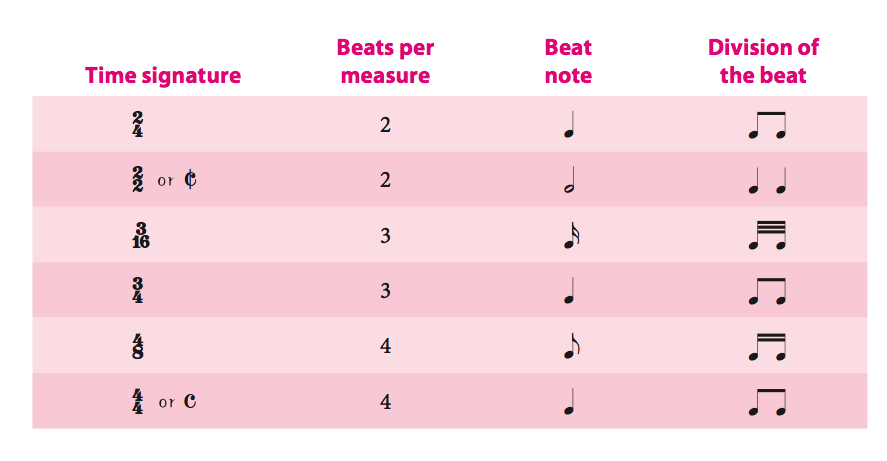 Time signature Beats per measure Beat note Division of the beat
2/4 2 𝅘𝅥 𝅘𝅥𝅮𝅘𝅥𝅮
2/2 or 𝄵 2 𝅗𝅥 𝅘𝅥 𝅘𝅥
3/16 3 𝅘𝅥𝅯 𝅘𝅥𝅰𝅘𝅥𝅰
3/4 3 𝅘𝅥 𝅘𝅥𝅮𝅘𝅥𝅮
4/8 4 𝅘𝅥𝅮 𝅘𝅥𝅯𝅘𝅥𝅯
4/4 or 𝄴 4 𝅘𝅥 𝅘𝅥𝅮𝅘𝅥𝅮